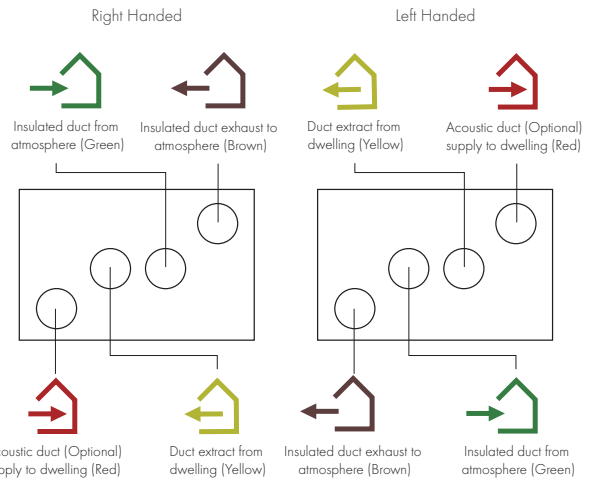 Right Handed
Left Handed
Insulated duct from
atmosphere (Green)
Insulated duct exhaust to
atmosphere (Brown)
Duct extract from
dwelling (Yellow)
Acoustic duct (Optional)
supply to dwelling (Red)
coustic duct (Optional)
pply to dwelling (Red)
Duct extract from
dwelling (Yellow)
Insulated duct exhaust to
atmosphere (Brown)
Insulated duct from
atmosphere (Green)